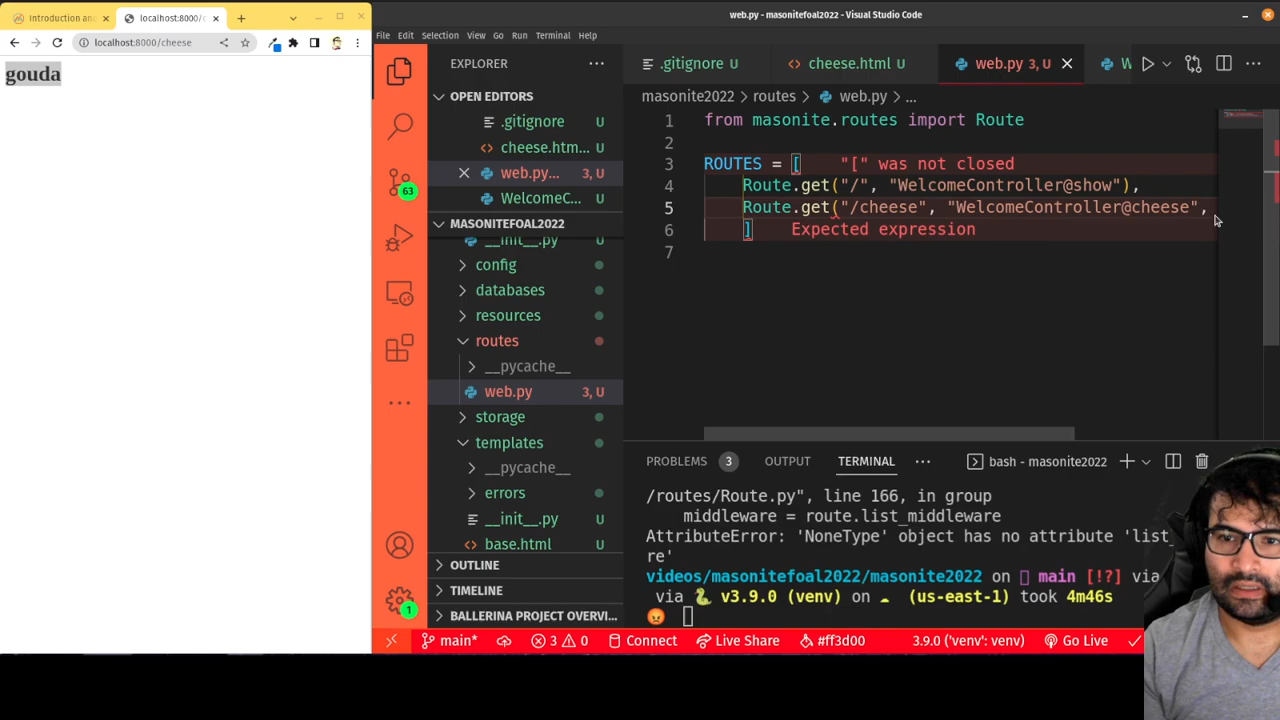 web.py - masonitefoal2022 - Visual Studio Code
introduction an
localhost:8000/c
localhost:8000/cheese
gouda
File Edit Selection View Go Run Terminal Help
EXPLORER
OPEN EDITORS
.gitignore U
cheese.htm... U
web.py... U
WelcomeC... U
MASONITEFOAL2022
__init__.py U
config
databases
resources
routes
__pycache__
web.py 3, U
storage
templates
__pycache__
errors
__init__.py U
base.html U
OUTLINE
TIMELINE
BALLERINA PROJECT OVERVI...
63
1
.gitignore U
cheese.html U
web.py 3, U
W
masonite2022 > routes > web.py > ...
1 from masonite.routes import Route
2
3 ROUTES = [ "[" was not closed
4 Route.get("/", "WelcomeController@show"),
5 Route.get("/cheese", "WelcomeController@cheese",
6 ] Expected expression
7
PROBLEMS 3 OUTPUT TERMINAL ... bash - masonite2022
/routes/Route.py", line 166, in group
middleware = route.list_middleware
AttributeError: 'NoneType' object has no attribute 'list_
re'
videos/masonitefoal2022/masonite2022 on main [!?] via
via v3.9.0 (venv) on (us-east-1) took 4m46s
main* 3 0 Connect Live Share #ff3d00 3.9.0 ('venv': venv) Go Live